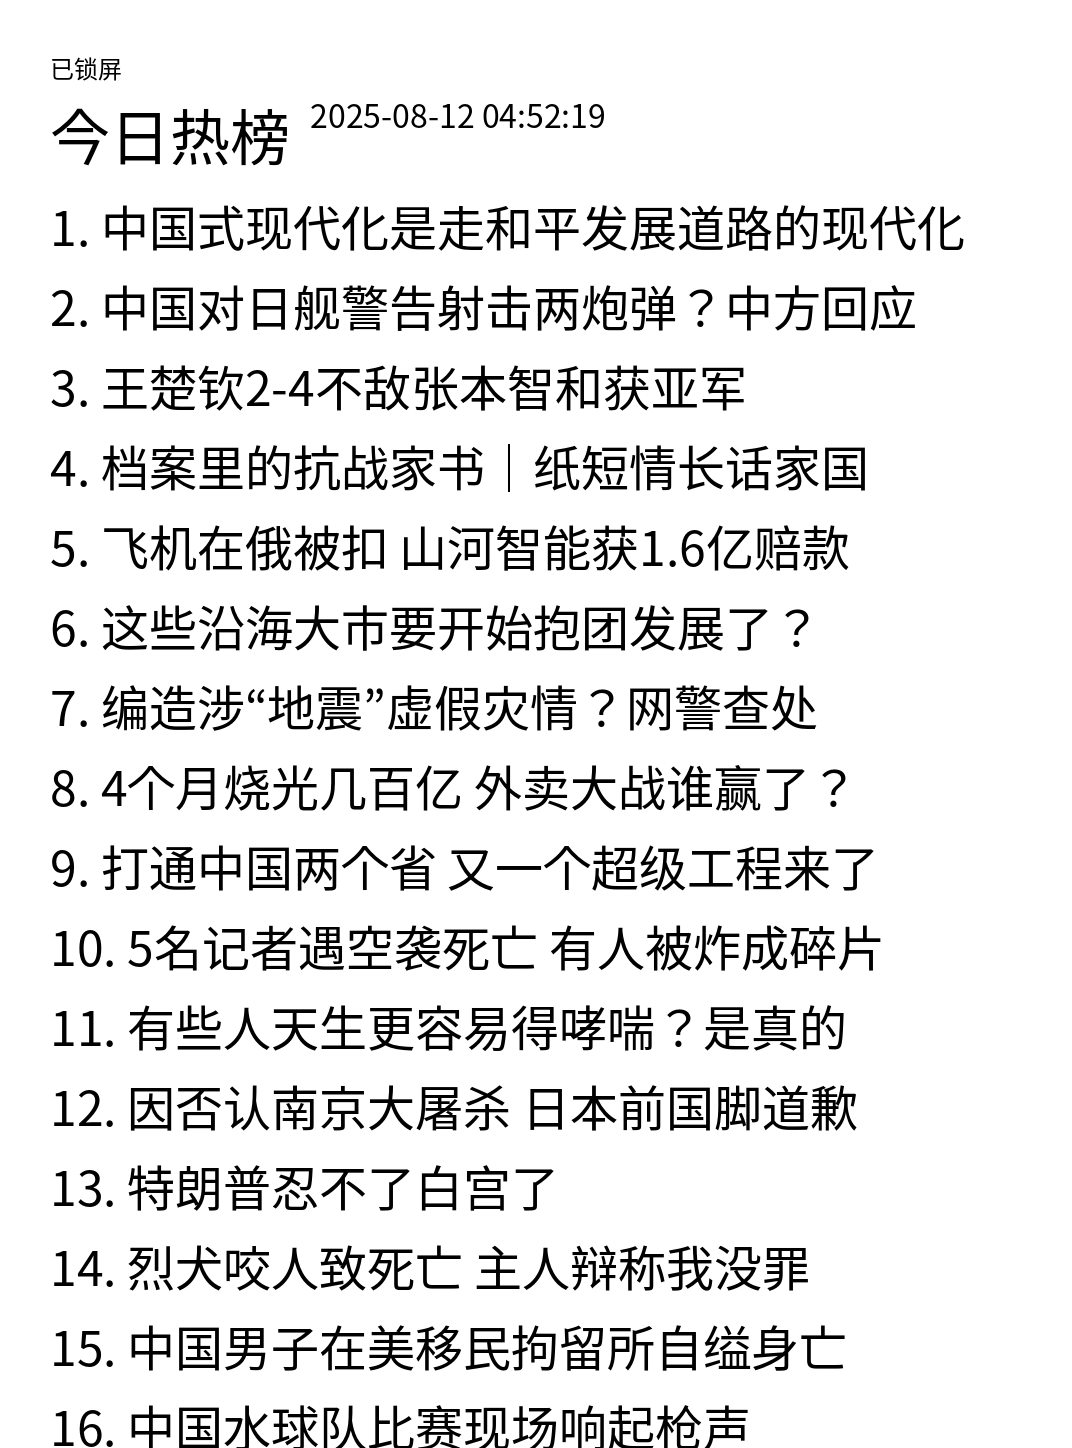 已锁屏
今日热榜 2025-08-12 04:52:19
1. 中国式现代化是走和平发展道路的现代化
2. 中国对日舰警告射击两炮弹？中方回应
3. 王楚钦2-4不敌张本智和获亚军
4. 档案里的抗战家书｜纸短情长话家国
5. 飞机在俄被扣 山河智能获1.6亿赔款
6. 这些沿海大市要开始抱团发展了？
7. 编造涉“地震”虚假灾情？网警查处
8. 4个月烧光几百亿 外卖大战谁赢了？
9. 打通中国两个省 又一个超级工程来了
10. 5名记者遇空袭死亡 有人被炸成碎片
11. 有些人天生更容易得哮喘？是真的
12. 因否认南京大屠杀 日本前国脚道歉
13. 特朗普忍不了白宫了
14. 烈犬咬人致死亡 主人辩称我没罪
15. 中国男子在美移民拘留所自缢身亡
16. 中国水球队比赛现场响起枪声